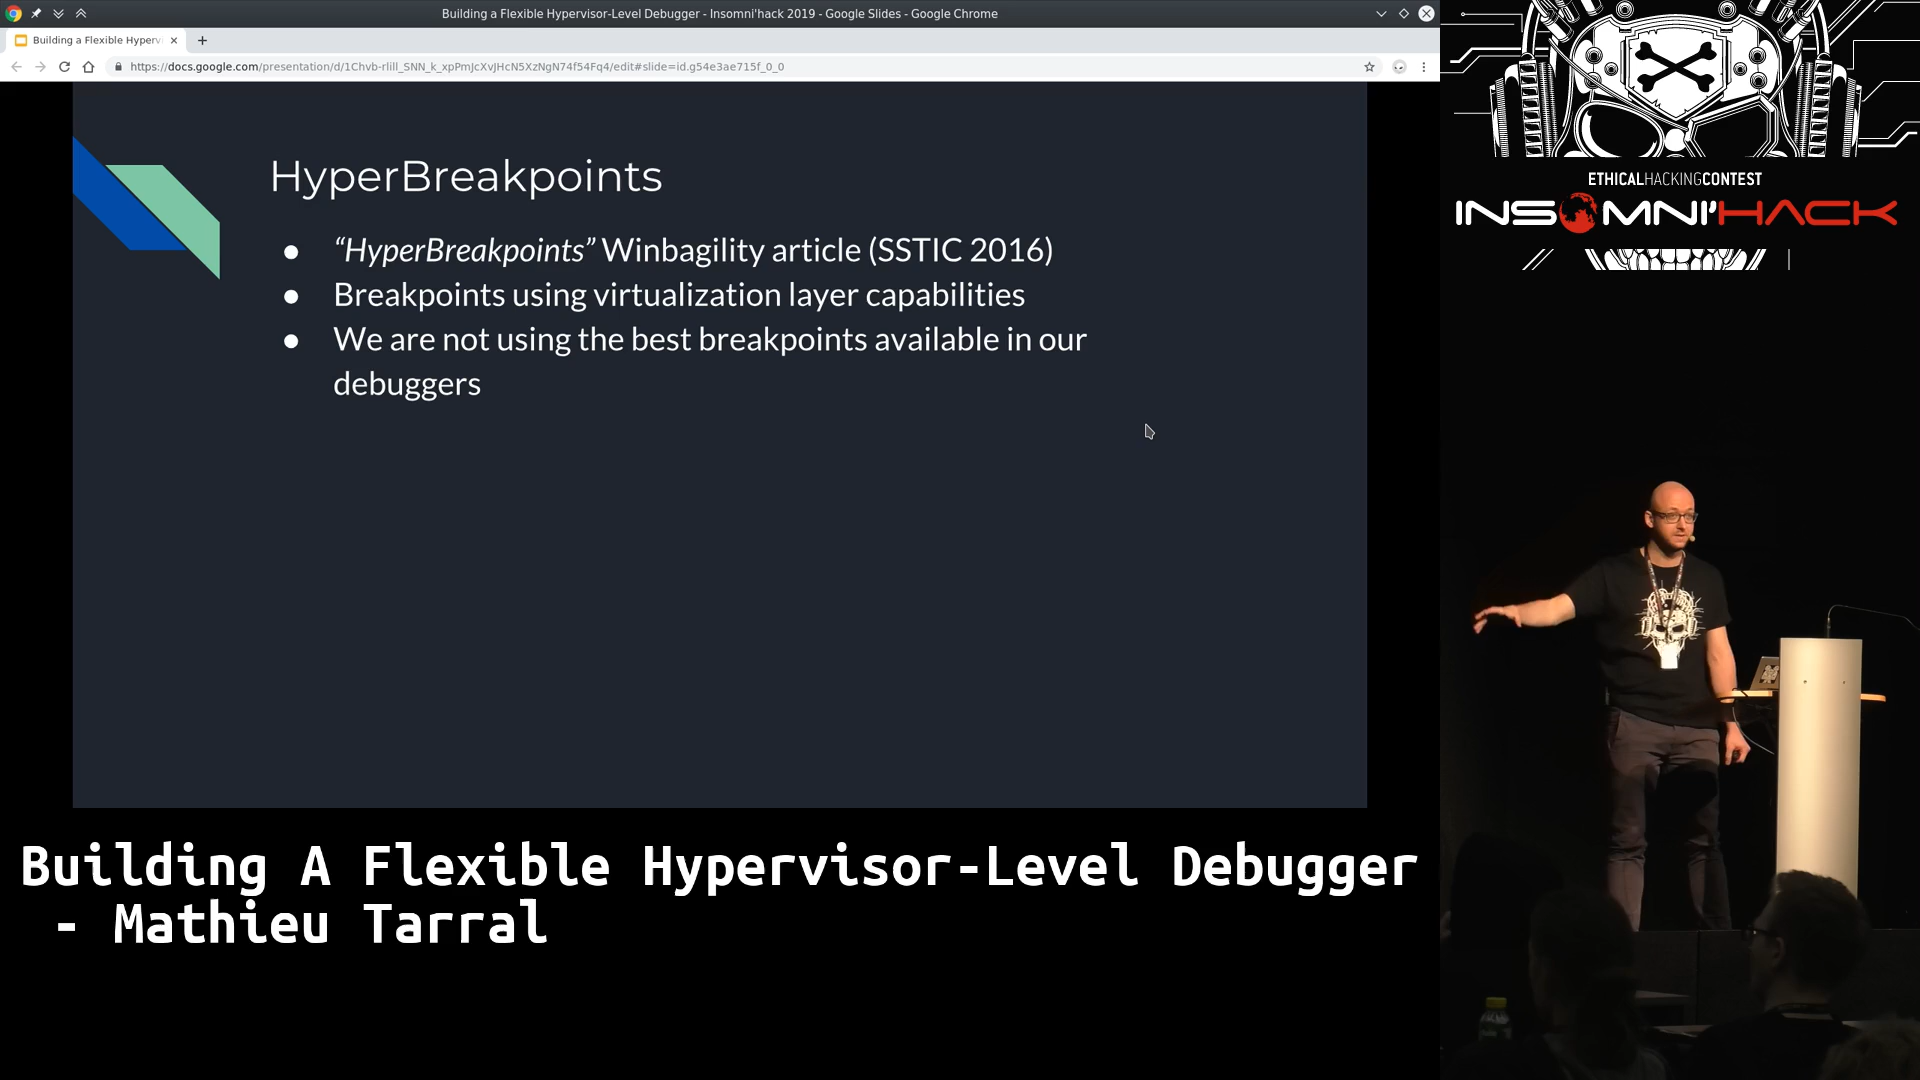 Building a Flexible Hypervisor-Level Debugger - Insomni'hack 2019 - Google Slides - Google Chrome
Building a Flexible Hyperv
https://docs.google.com/presentation/d/1Chvb-rlill_SNN_k_xpPmJcXvJHcN5XzNgN74f54Fq4/edit#slide=id.g54e3ae715f_0_0
HyperBreakpoints
● “HyperBreakpoints” Winbagility article (SSTIC 2016)
● Breakpoints using virtualization layer capabilities
● We are not using the best breakpoints available in our
debuggers
ETHICALHACKINGCONTEST
INSOMNI'HACK
Building A Flexible Hypervisor-Level Debugger
- Mathieu Tarral